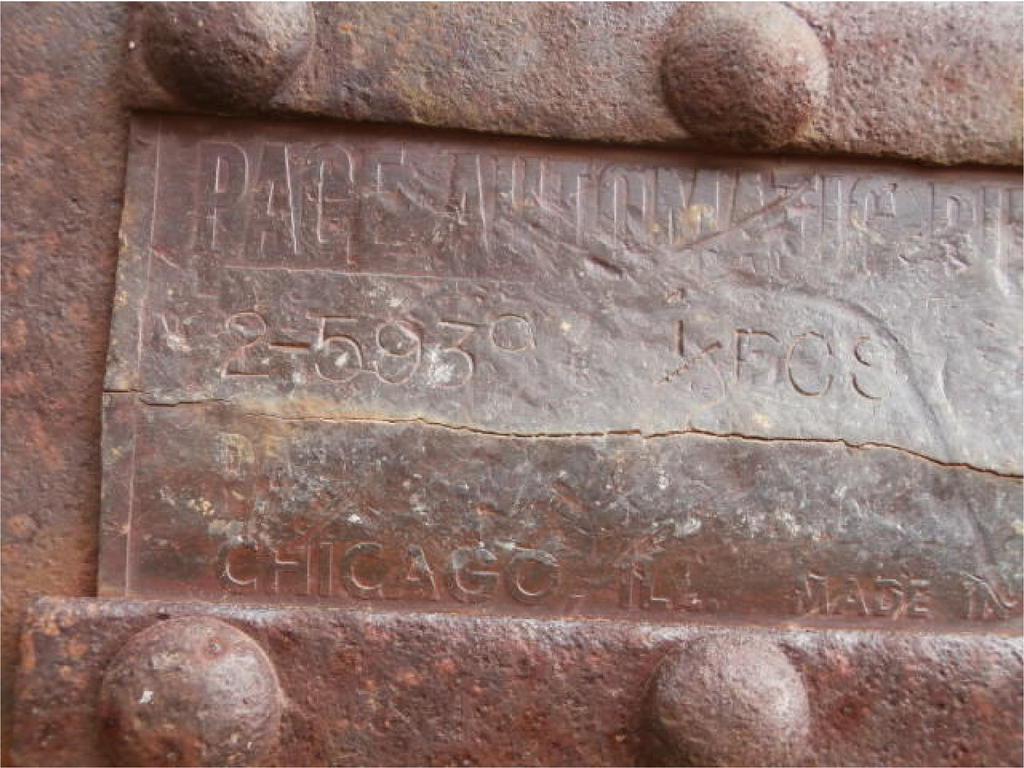 PAGE AUTOMATIC
2-593
CHICAGO, ILL. MADE IN